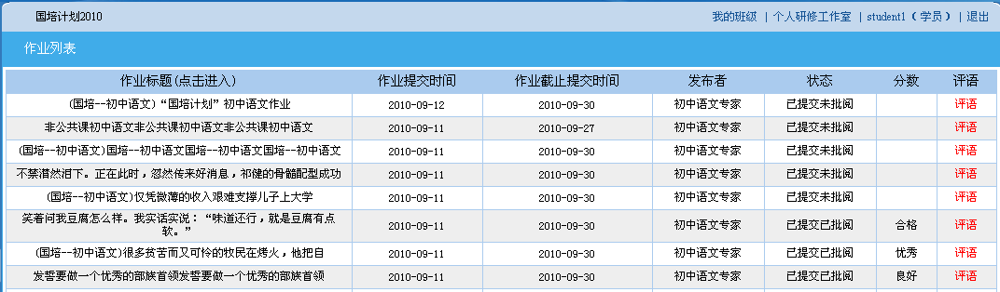 国培计划2010
我的班级 | 个人研修工作室 | student1（学员） | 退出
作业列表
作业标题(点击进入) 作业提交时间 作业截止提交时间 发布者 状态 分数 评语
(国培--初中语文)“国培计划”初中语文作业 2010-09-12 2010-09-30 初中语文专家 已提交未批阅 评语
非公共课初中语文非公共课初中语文非公共课初中语文 2010-09-11 2010-09-27 初中语文专家 已提交未批阅 评语
(国培--初中语文)国培--初中语文国培--初中语文国培--初中语文 2010-09-11 2010-09-30 初中语文专家 已提交未批阅 评语
不禁潸然泪下。正在此时，忽然传来好消息，祁健的骨髓配型成功 2010-09-11 2010-09-30 初中语文专家 已提交未批阅 评语
(国培--初中语文)仅凭微薄的收入艰难支撑儿子上大学 2010-09-11 2010-09-30 初中语文专家 已提交未批阅 评语
笑着问我豆腐怎么样。我实话实说：“味道还行，就是豆腐有点
软。” 2010-09-11 2010-09-30 初中语文专家 已提交已批阅 合格 评语
(国培--初中语文)很多贫苦而又可怜的牧民在烤火，他把自 2010-09-11 2010-09-30 初中语文专家 已提交已批阅 优秀 评语
发誓要做一个优秀的部族首领发誓要做一个优秀的部族首领 2010-09-11 2010-09-30 初中语文专家 已提交已批阅 良好 评语